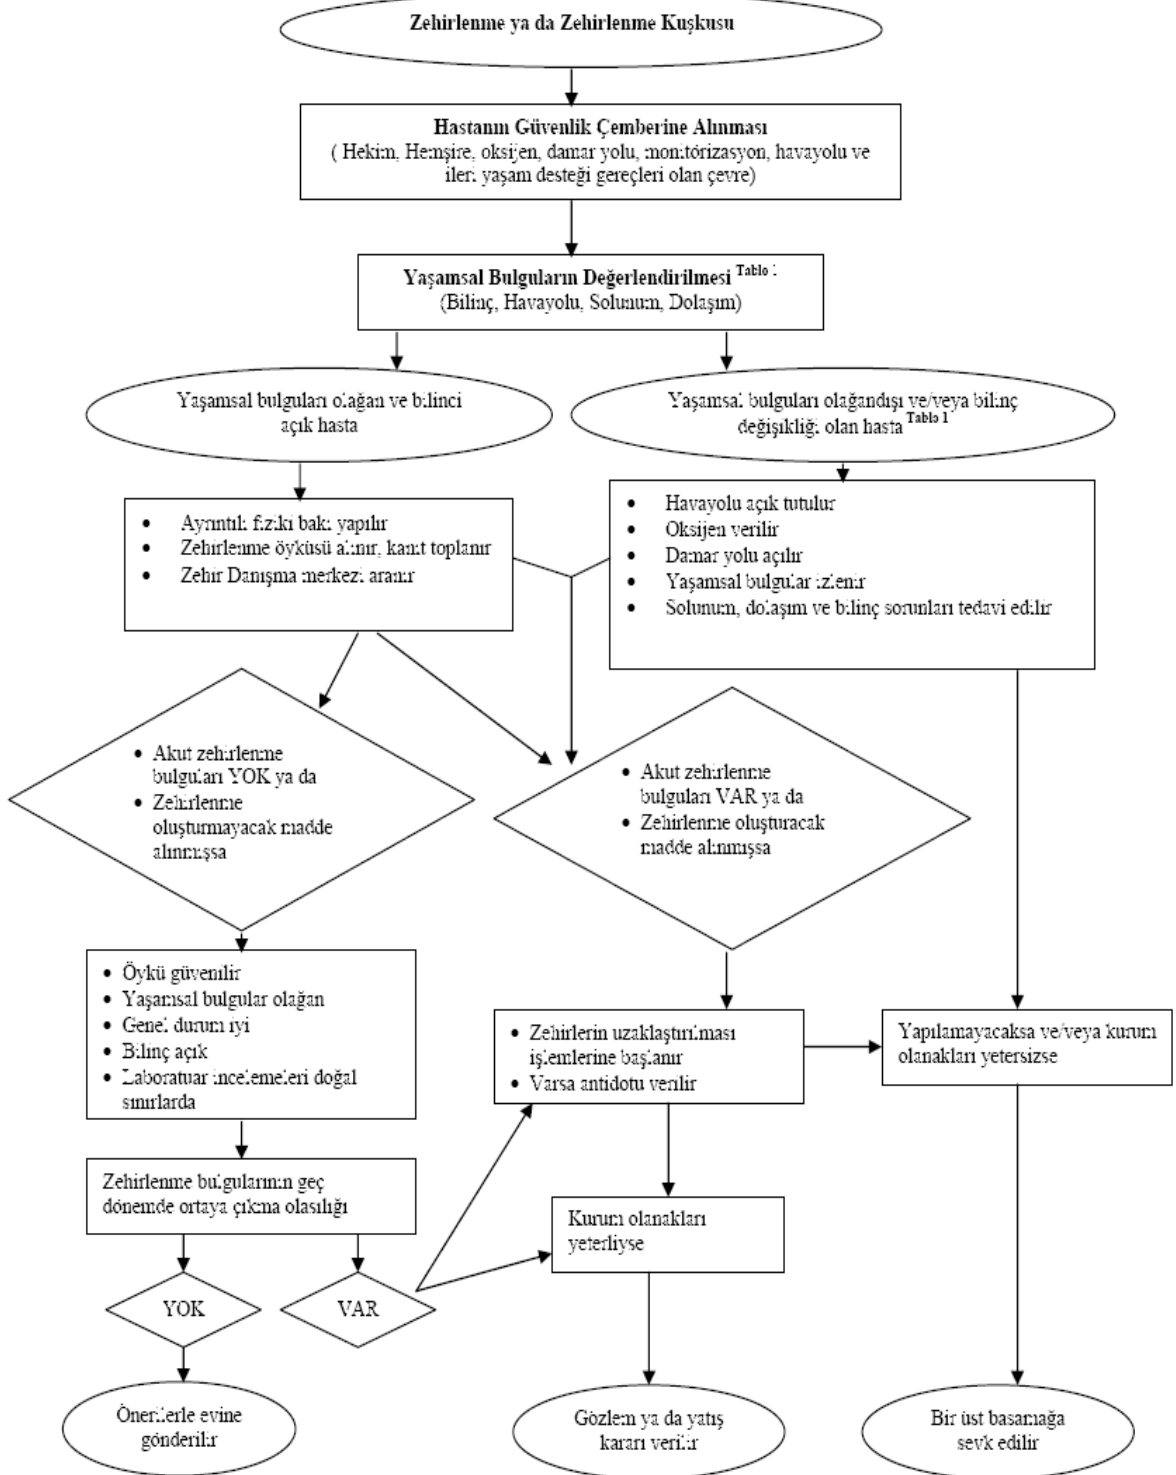 Zehirlenme ya da Zehirlenme Kuşkusu
Hastanın Güvenlik Çemberine Alınması
( Hekim, Hemşire, oksijen, damar yolu, monitörizasyon, havayolu ve
ileri yaşam desteği gereçleri olan çevre)
Yaşamsal Bulguların Değerlendirilmesi Tablo 1
(Bilinç, Havayolu, Solunum, Dolaşım)
Yaşamsal bulguları olağan ve bilinci
açık hasta
Yaşamsal bulguları olağandışı ve/veya bilinç
değişikliği olan hasta Tablo 1
• Ayrıntılı fiziki bakı yapılır
• Zehirlenme öyküsü alınır, kanıt toplanır
• Zehir Danışma merkezi aranır
• Havayolu açık tutulur
• Oksijen verilir
• Damar yolu açılır
• Yaşamsal bulgular izlenir
• Solunum, dolaşım ve bilinç sorunları tedavi edilir
• Akut zehirlenme
bulguları YOK ya da
• Zehirlenme
oluşturmayacak madde
alınmışsa
• Akut zehirlenme
bulguları VAR ya da
• Zehirlenme oluşturacak
madde alınmışsa
• Öykü güvenilir
• Yaşamsal bulgular olağan
• Genel durum iyi
• Bilinç açık
• Laboratuar incelemeleri doğal
sınırlarda
• Zehirlerin uzaklaştırılması
işlemlerine başlanır
• Varsa antidotu verilir
Yapılamayacaksa ve/veya kurum
olanakları yetersizse
Zehirlenme bulgularının geç
dönemde ortaya çıkma olasılığı
Kurum olanakları
yeterliyse
YOK
VAR
Önerilerle evine
gönderilir
Gözlem ya da yatış
kararı verilir
Bir üst basamağa
sevk edilir